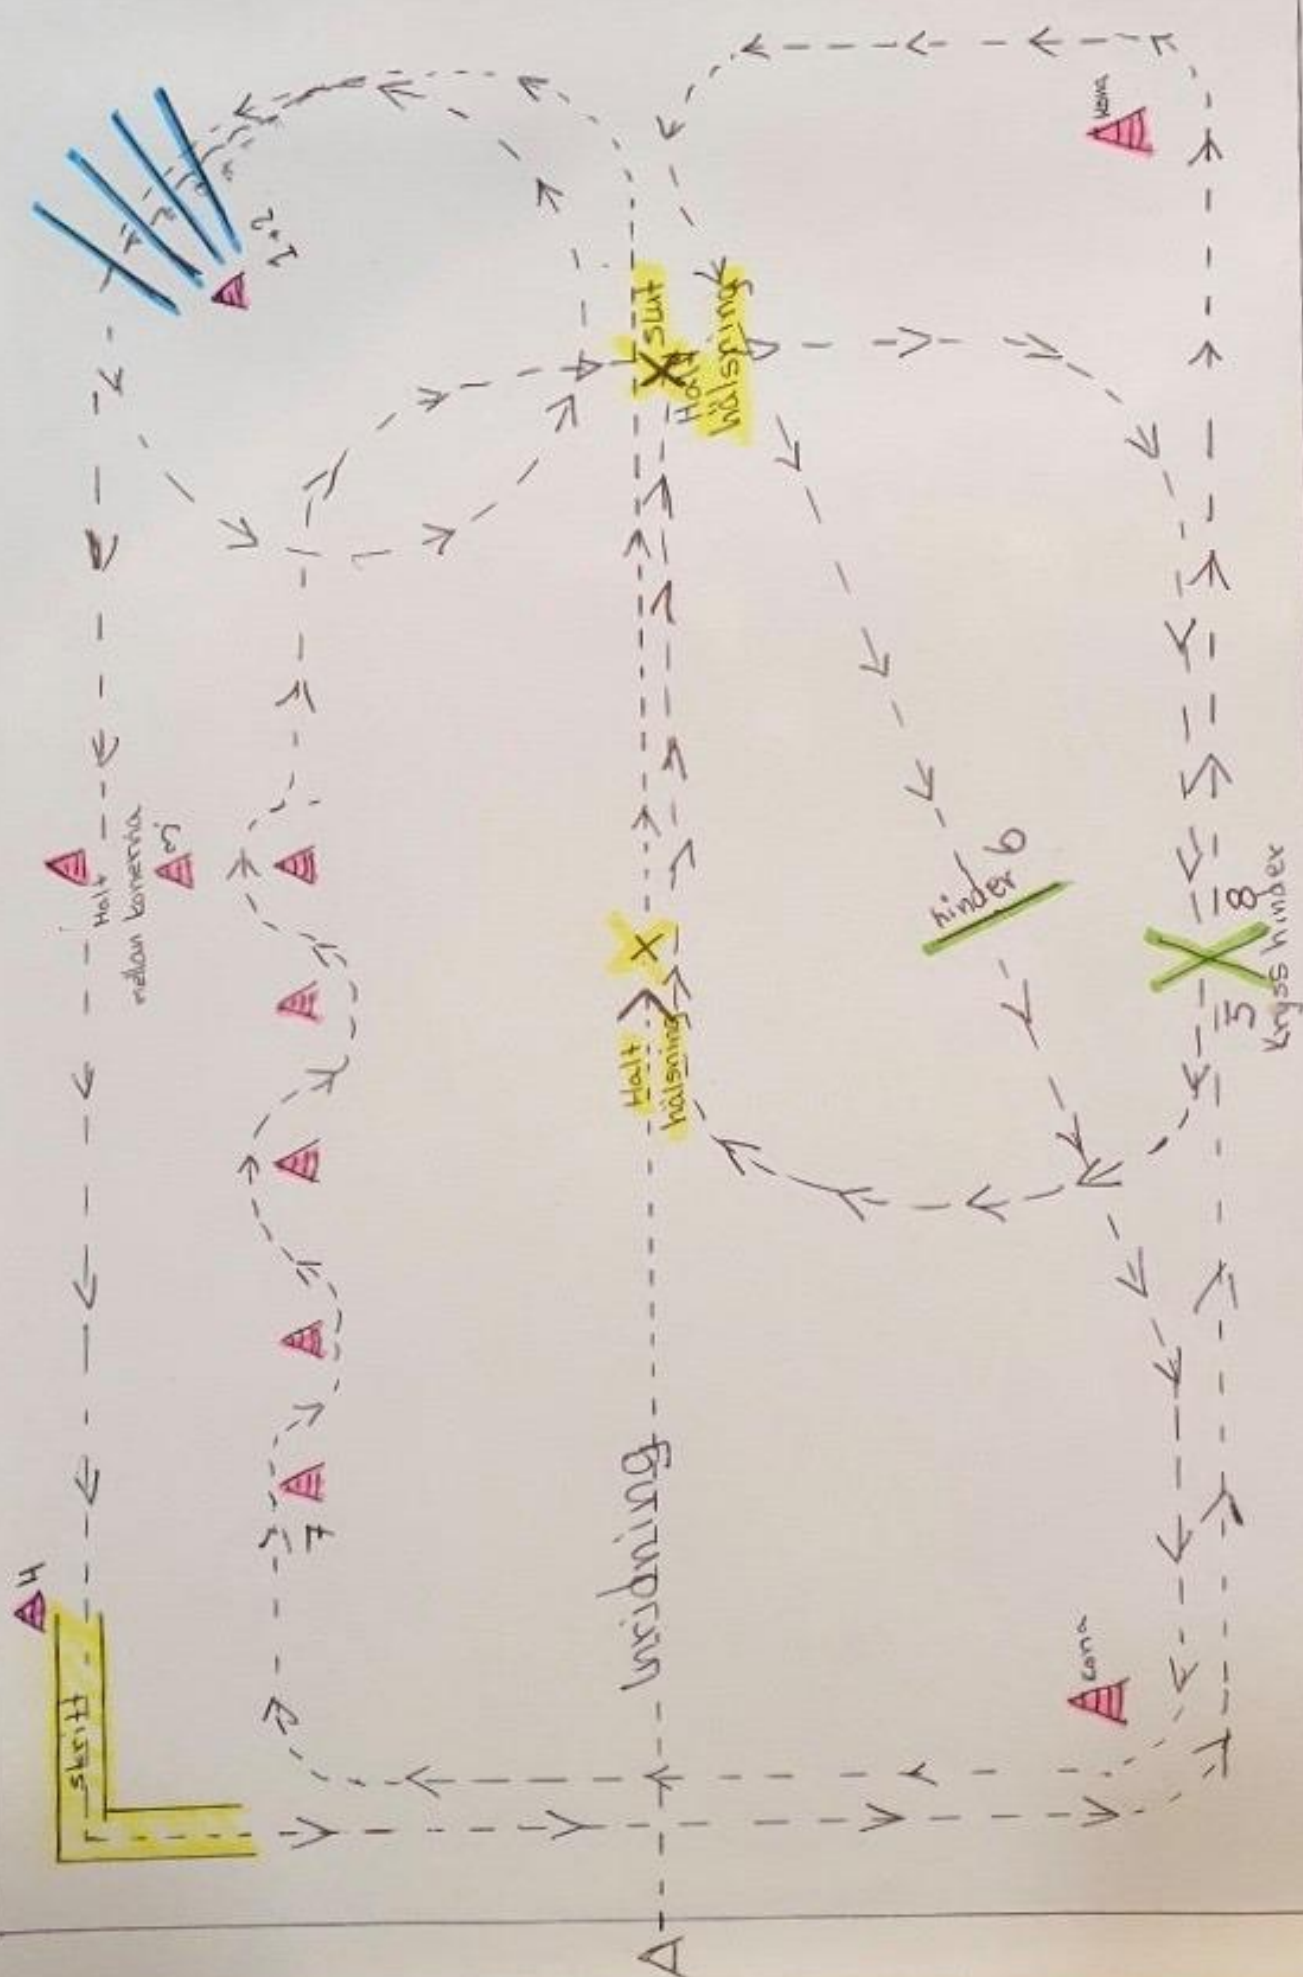 1+2
Halt
mellan konerna
3
4
skritt
7
A
Inridning
Halt
hälsning
X
X
slut
Halt
hälsning
hinder 6
5
8
Kryss hinder
kona
kona